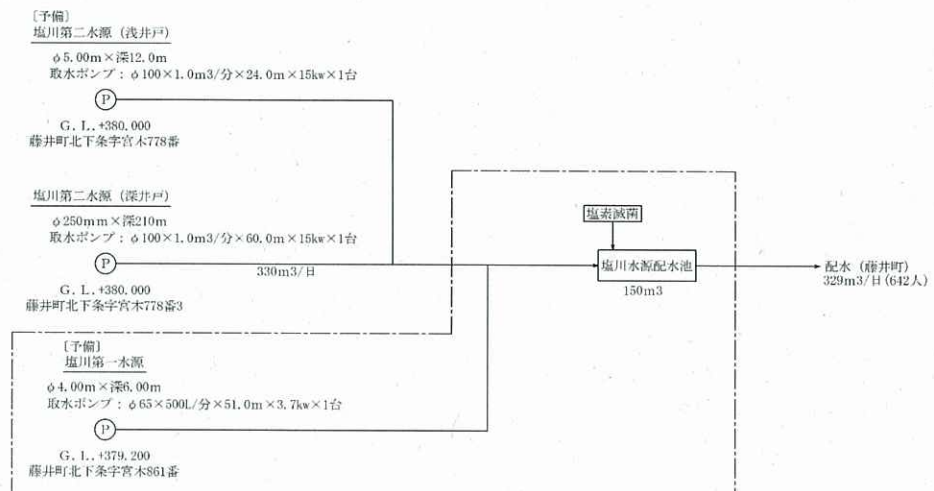 〔予備〕
塩川第二水源（浅井戸）
φ5.00m×深12.0m
取水ポンプ：φ100×1.0m3/分×24.0m×15kw×1台
P
G.L.+380.000
藤井町北下条字宮木778番
塩川第二水源（深井戸）
φ250mm×深210m
取水ポンプ：φ100×1.0m3/分×60.0m×15kw×1台
P
330m3/日
G.L.+380.000
藤井町北下条字宮木778番3
塩素滅菌
塩川水源配水池
150m3
配水（藤井町）
329m3/日(642人)
〔予備〕
塩川第一水源
φ4.00m×深6.00m
取水ポンプ：φ65×500L/分×51.0m×3.7kw×1台
P
G.L.+379.200
藤井町北下条字宮木861番